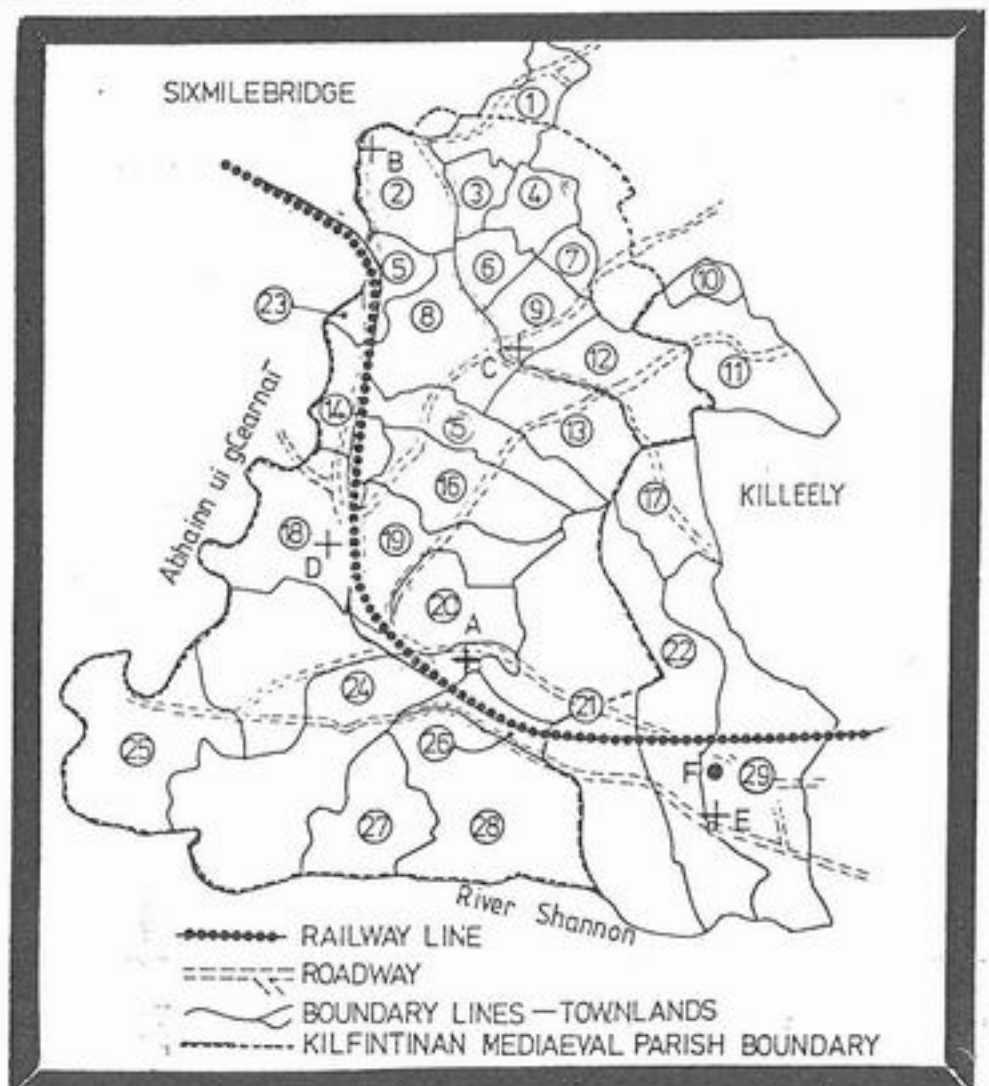 SIXMILEBRIDGE
1
B
2
3
4
5
6
7
10
23
8
9
C
12
11
14
15
13
Abhainn ui gCearnaī
16
17
KILLEELY
18
D
19
20
A
22
24
21
25
26
F
29
E
27
28
River Shannon
RAILWAY LINE
ROADWAY
BOUNDARY LINES — TOWNLANDS
KILFINTINAN MEDIAEVAL PARISH BOUNDARY